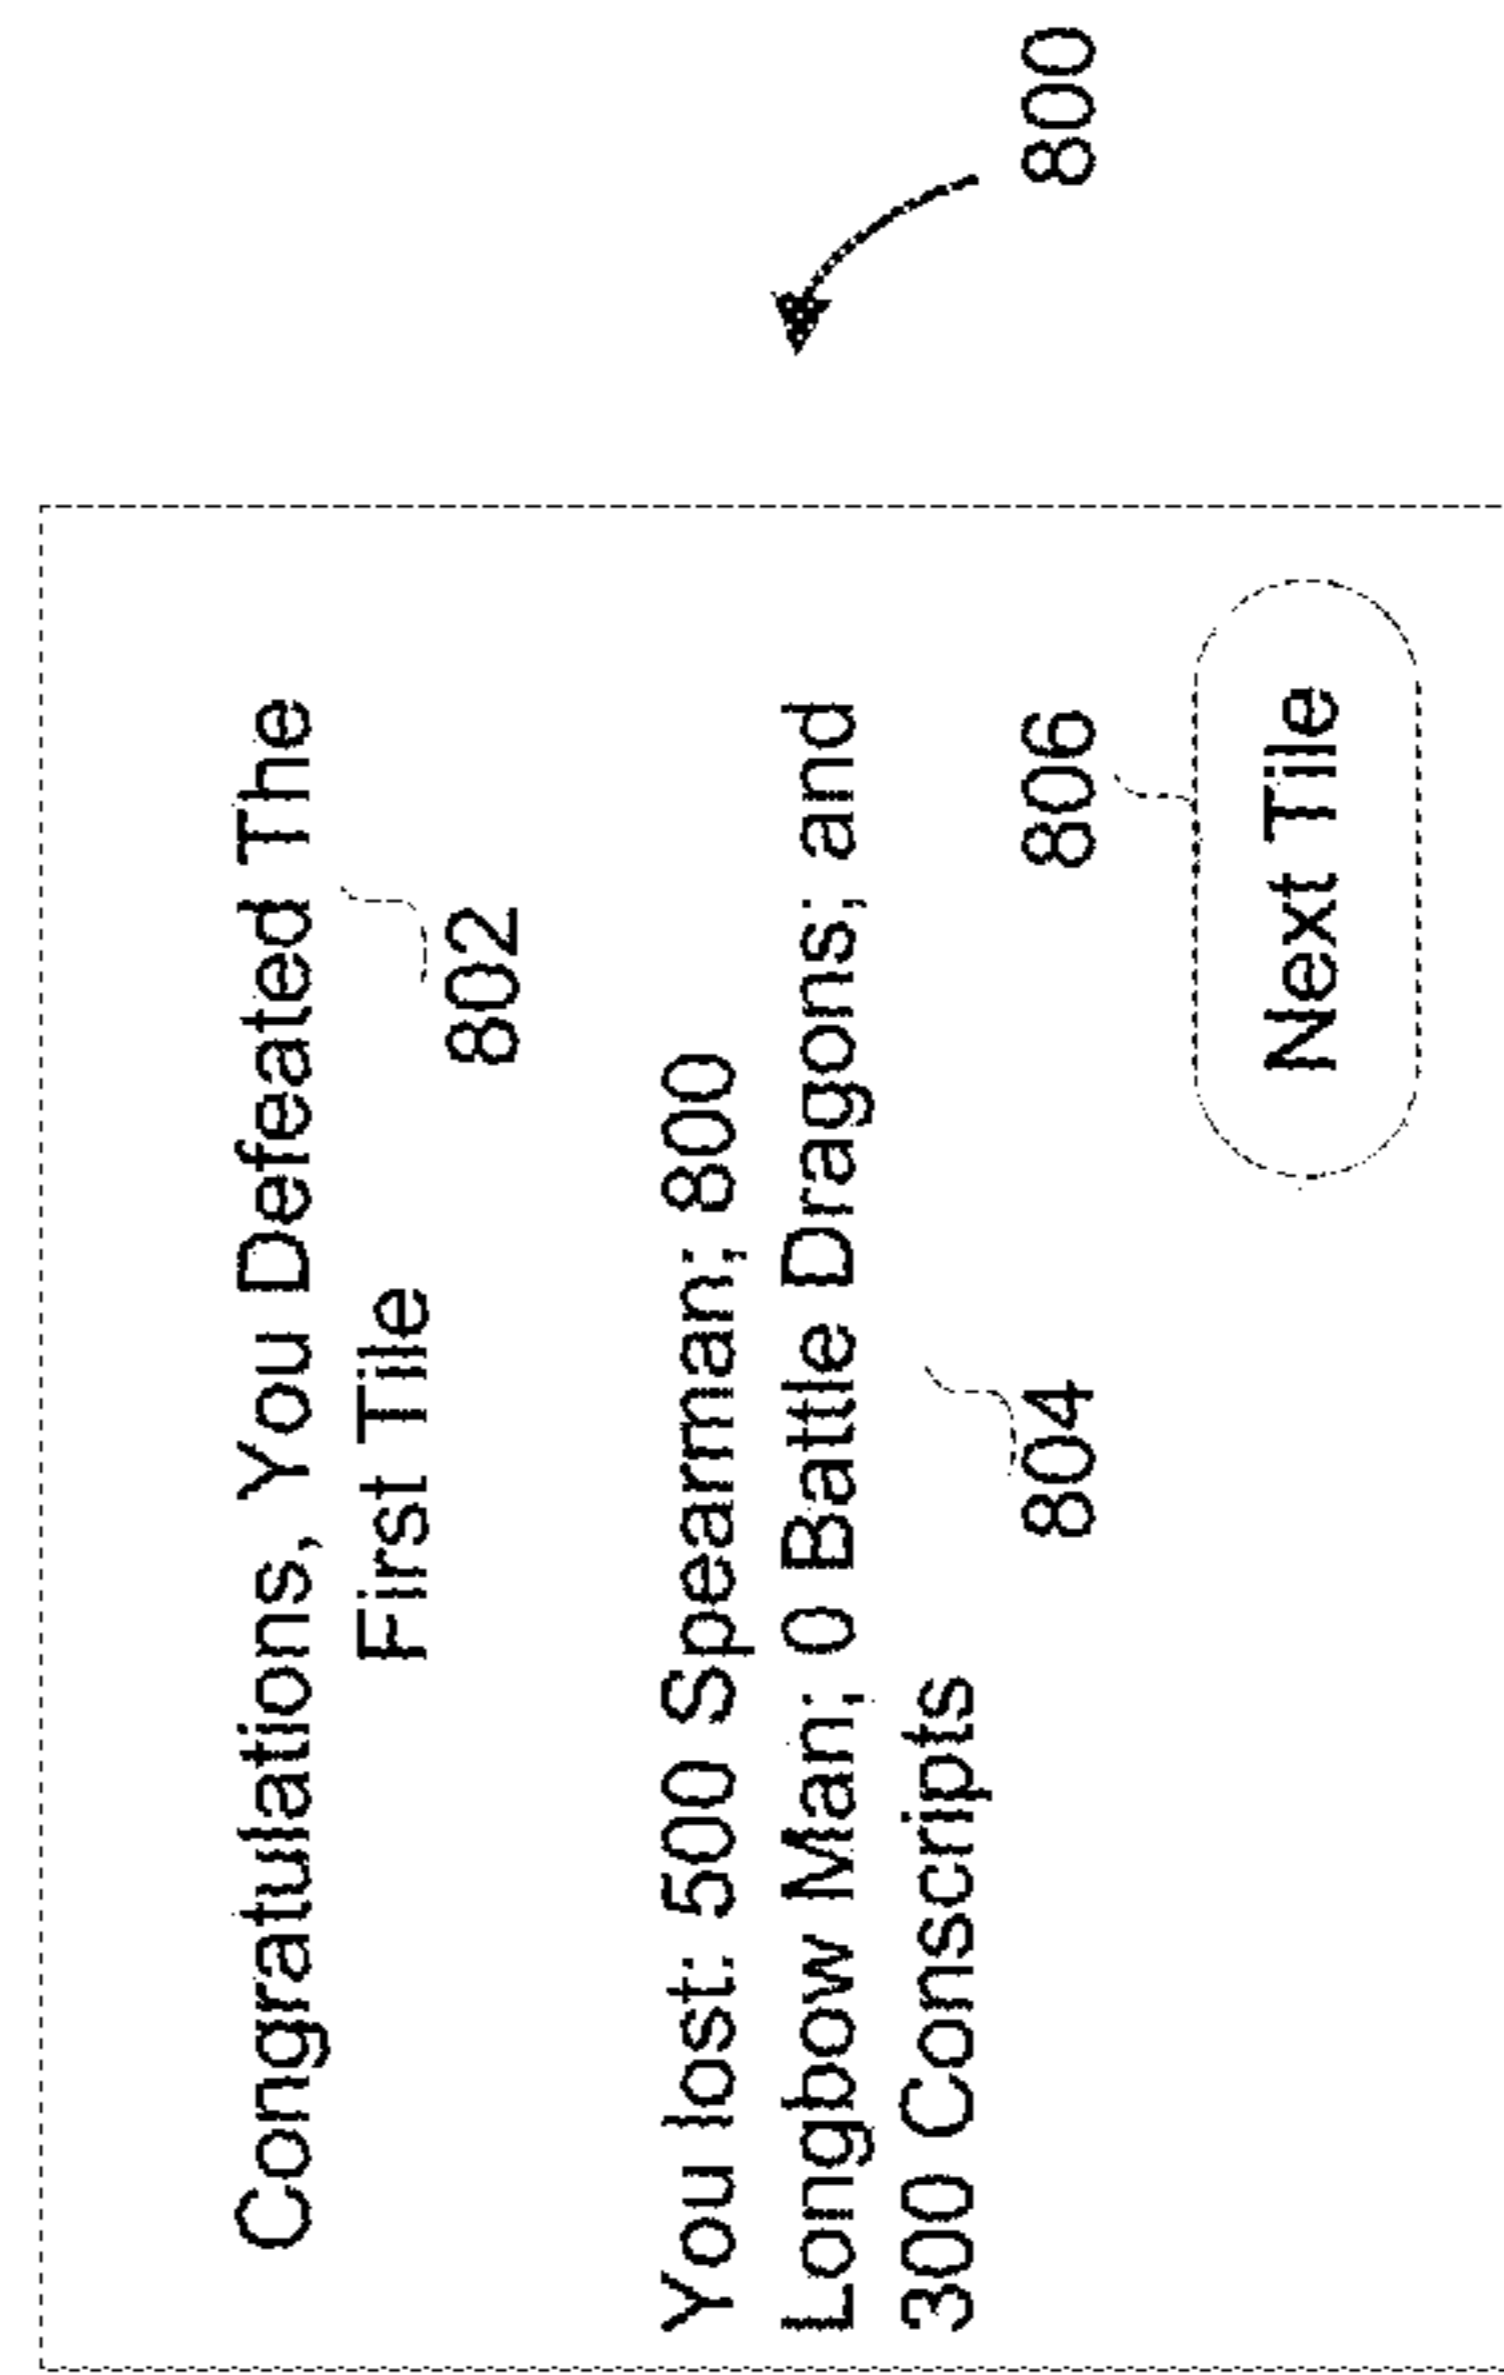 Congratulations, You Defeated The
First Tile
802
You lost: 500 Spearman; 800
Longbow Man; 0 Battle Dragons; and
300 Conscripts
804
806
Next Tile
800